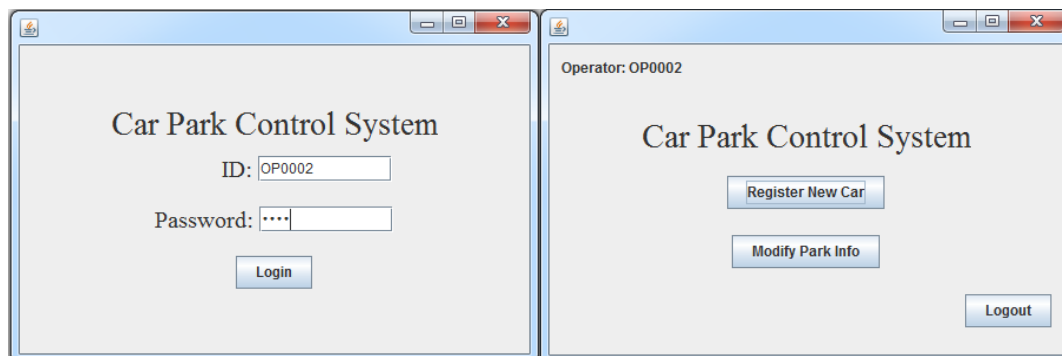 Car Park Control System
ID: OP0002
Password: ····
Login
Operator: OP0002
Car Park Control System
Register New Car
Modify Park Info
Logout